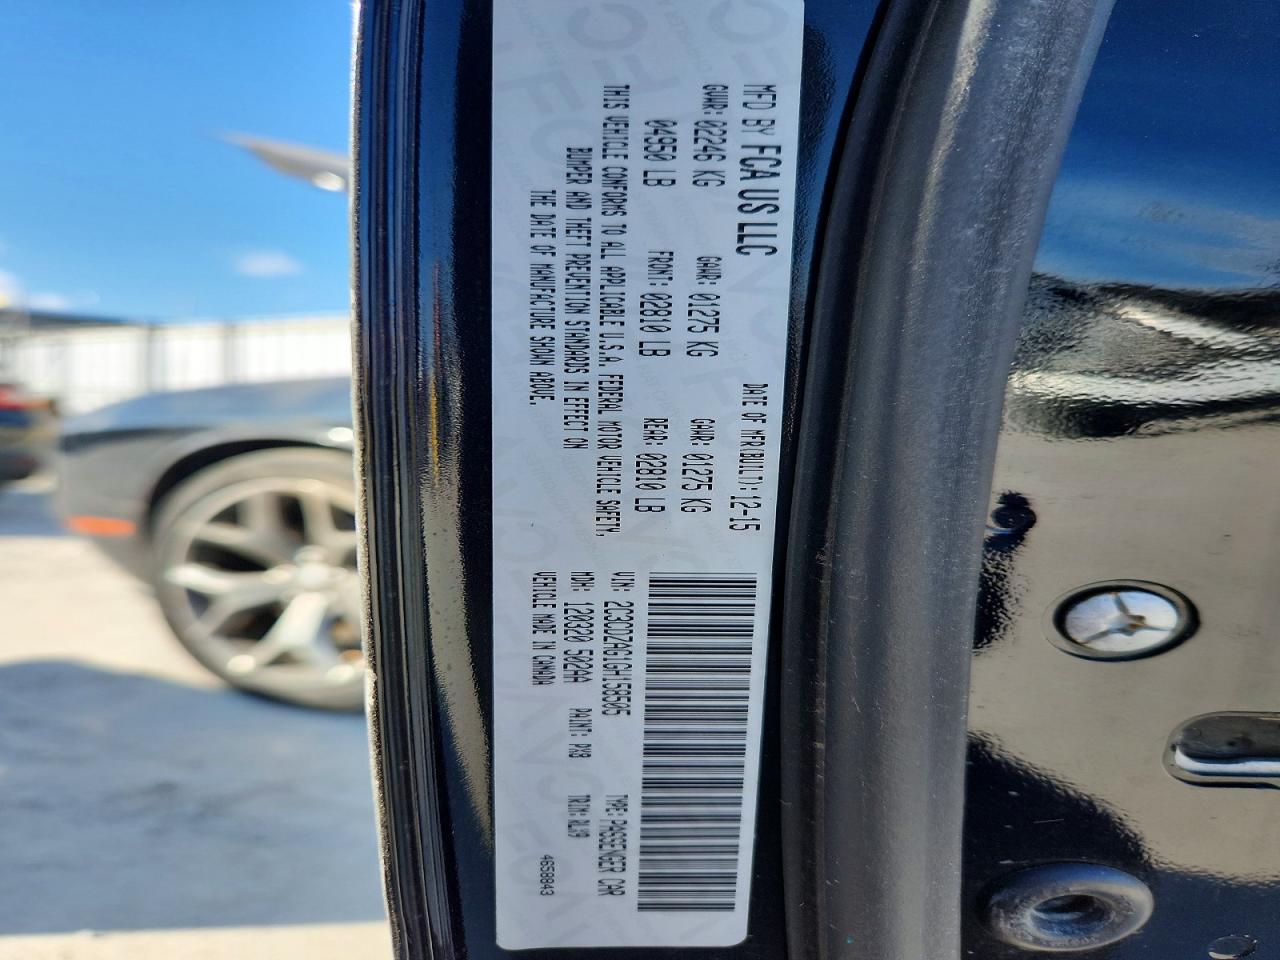 MFD BY FCA US LLC
DATE OF MFR(BUILT): 12-15
GVWR: 02246 KG
GAWR: 01275 KG
GAWR: 01275 KG
04950 LB
FRONT: 02810 LB
REAR: 02810 LB
THIS VEHICLE CONFORMS TO ALL APPLICABLE U.S.A. FEDERAL MOTOR VEHICLE SAFETY,
BUMPER AND THEFT PREVENTION STANDARDS IN EFFECT ON
THE DATE OF MANUFACTURE SHOWN ABOVE.
VIN: 2C3CDZAG1GH158505
TYPE: PASSENGER CAR
MDH: 120320 5024A
PAINT: PX8
TRIM: HLX9
VEHICLE MADE IN CANADA
4658843